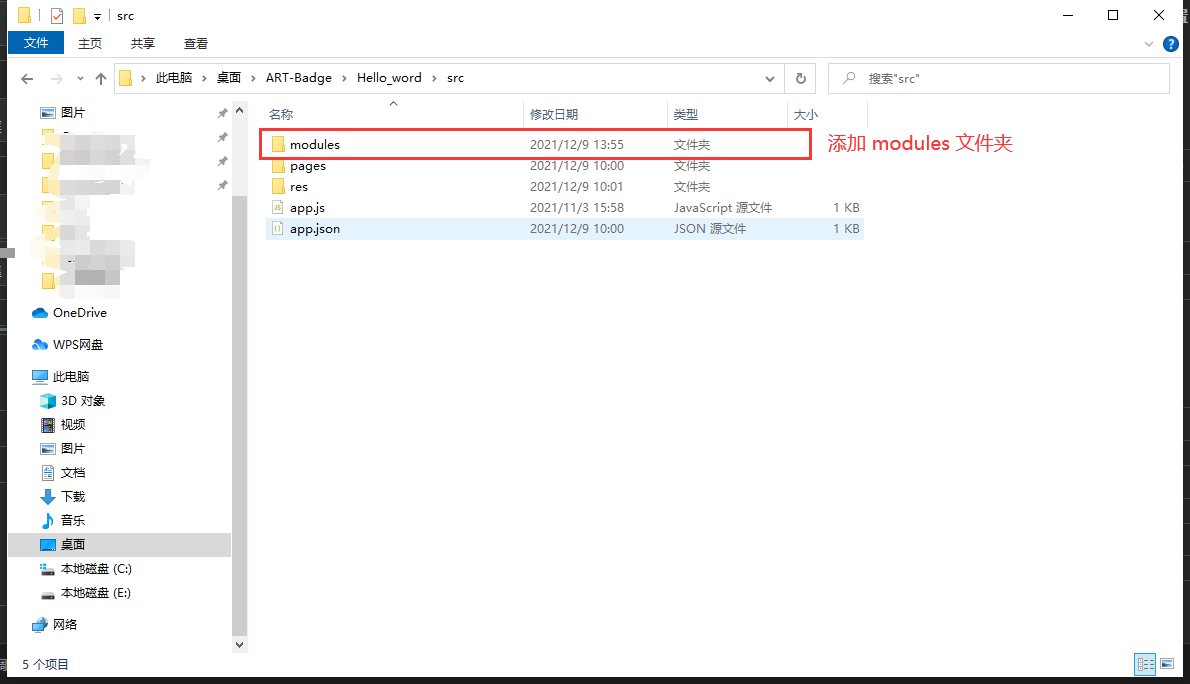 src
文件 主页 共享 查看
此电脑 桌面 ART-Badge Hello_word src
搜索"src"
名称 修改日期 类型 大小
modules 2021/12/9 13:55 文件夹
添加 modules 文件夹
pages 2021/12/9 10:00 文件夹
res 2021/12/9 10:01 文件夹
app.js 2021/11/3 15:58 JavaScript 源文件 1 KB
app.json 2021/12/9 10:00 JSON 源文件 1 KB
图片
OneDrive
WPS网盘
此电脑
3D 对象
视频
图片
文档
下载
音乐
桌面
本地磁盘 (C:)
本地磁盘 (E:)
网络
5 个项目